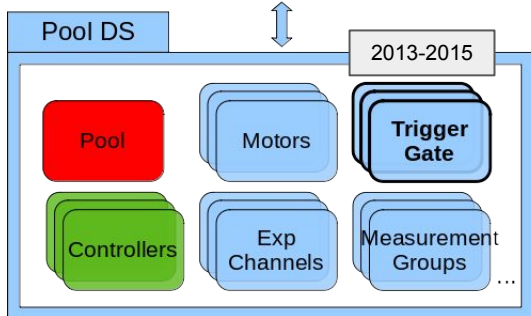 Pool DS
2013-2015
Pool
Motors
Trigger
Gate
Controllers
Exp
Channels
Measurement
Groups
...